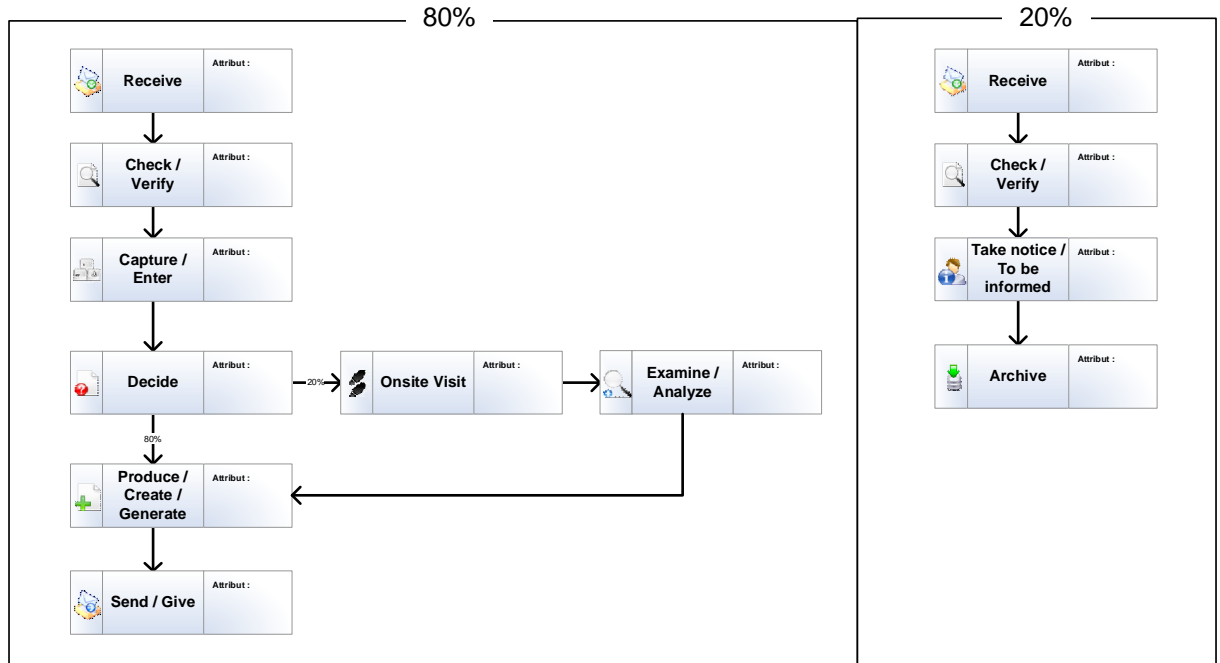 80%
Receive
Attribut :
Check /
Verify
Attribut :
Capture /
Enter
Attribut :
Decide
Attribut :
20%
Onsite Visit
Attribut :
Examine /
Analyze
Attribut :
80%
Produce /
Create /
Generate
Attribut :
Send / Give
Attribut :
20%
Receive
Attribut :
Check /
Verify
Attribut :
Take notice /
To be
informed
Attribut :
Archive
Attribut :